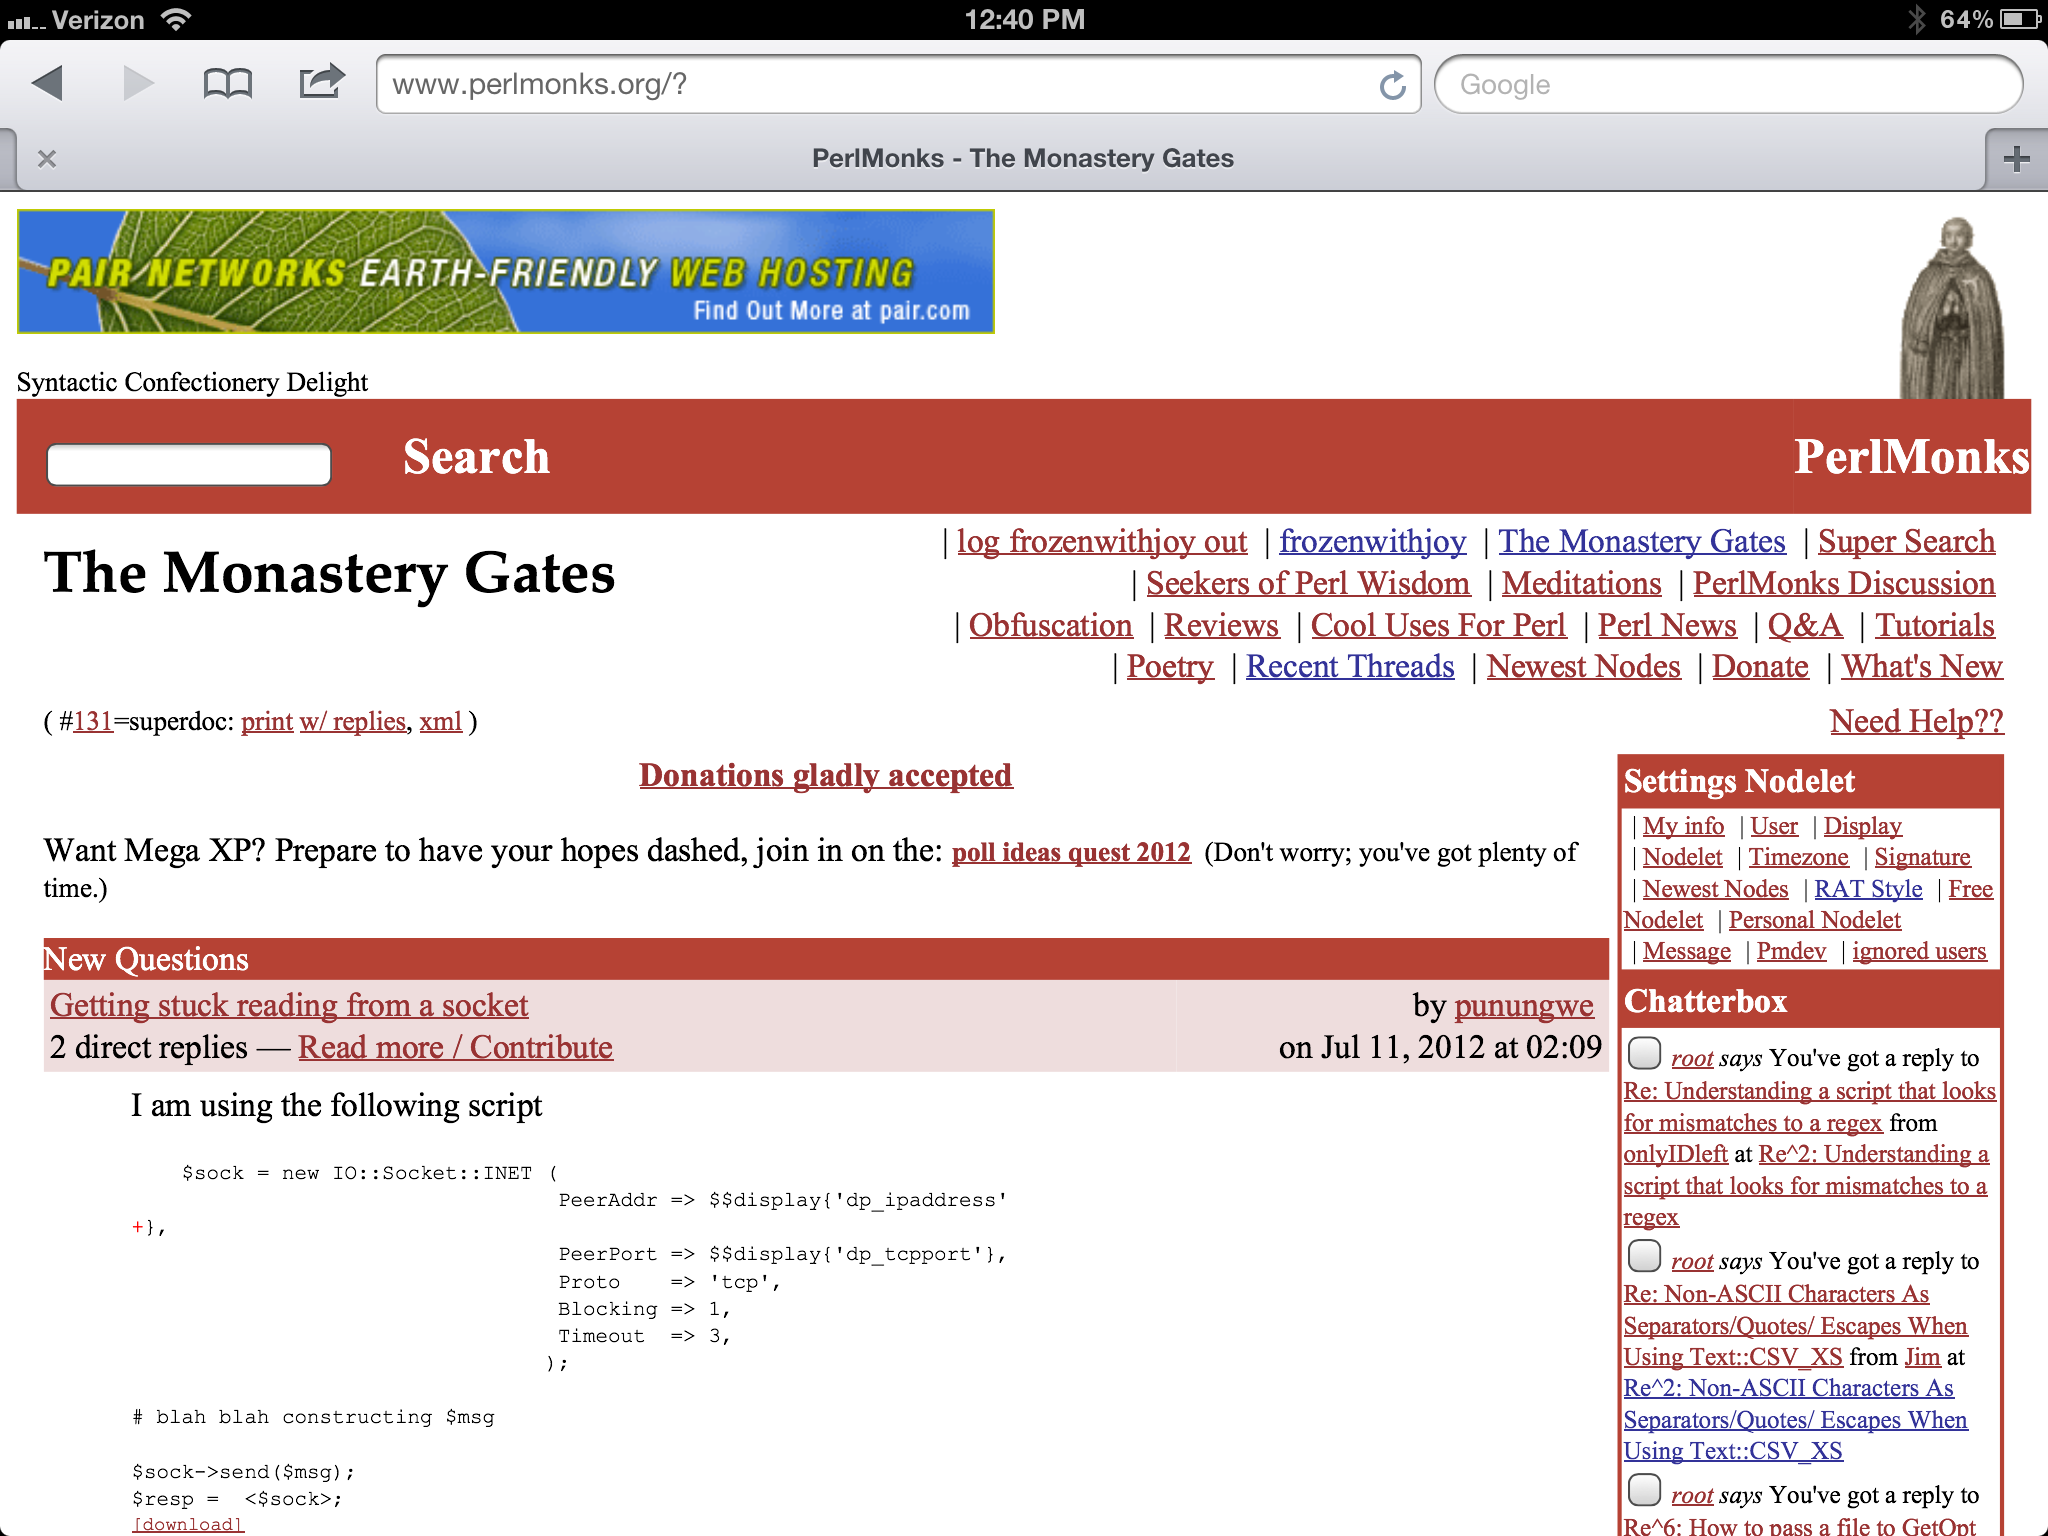 Verizon 12:40 PM 64%
www.perlmonks.org/? Google
PerlMonks - The Monastery Gates
PAIR NETWORKS EARTH-FRIENDLY WEB HOSTING
Find Out More at pair.com
Syntactic Confectionery Delight
Search PerlMonks
The Monastery Gates
| log frozenwithjoy out | frozenwithjoy | The Monastery Gates | Super Search
| Seekers of Perl Wisdom | Meditations | PerlMonks Discussion
| Obfuscation | Reviews | Cool Uses For Perl | Perl News | Q&A | Tutorials
| Poetry | Recent Threads | Newest Nodes | Donate | What's New
( #131=superdoc: print w/ replies, xml ) Need Help??
Donations gladly accepted
Want Mega XP? Prepare to have your hopes dashed, join in on the: poll ideas quest 2012 (Don't worry; you've got plenty of
time.)
New Questions
Getting stuck reading from a socket by punungwe
2 direct replies — Read more / Contribute on Jul 11, 2012 at 02:09
I am using the following script
$sock = new IO::Socket::INET (
PeerAddr => $$display{'dp_ipaddress'
+},
PeerPort => $$display{'dp_tcpport'},
Proto => 'tcp',
Blocking => 1,
Timeout => 3,
);
# blah blah constructing $msg
$sock->send($msg);
$resp = <$sock>;
[download]
Settings Nodelet
| My info | User | Display
| Nodelet | Timezone | Signature
| Newest Nodes | RAT Style | Free
Nodelet | Personal Nodelet
| Message | Pmdev | ignored users
Chatterbox
root says You've got a reply to
Re: Understanding a script that looks
for mismatches to a regex from
onlyIDleft at Re^2: Understanding a
script that looks for mismatches to a
regex
root says You've got a reply to
Re: Non-ASCII Characters As
Separators/Quotes/ Escapes When
Using Text::CSV_XS from Jim at
Re^2: Non-ASCII Characters As
Separators/Quotes/ Escapes When
Using Text::CSV_XS
root says You've got a reply to
Re^6: How to pass a file to GetOpt